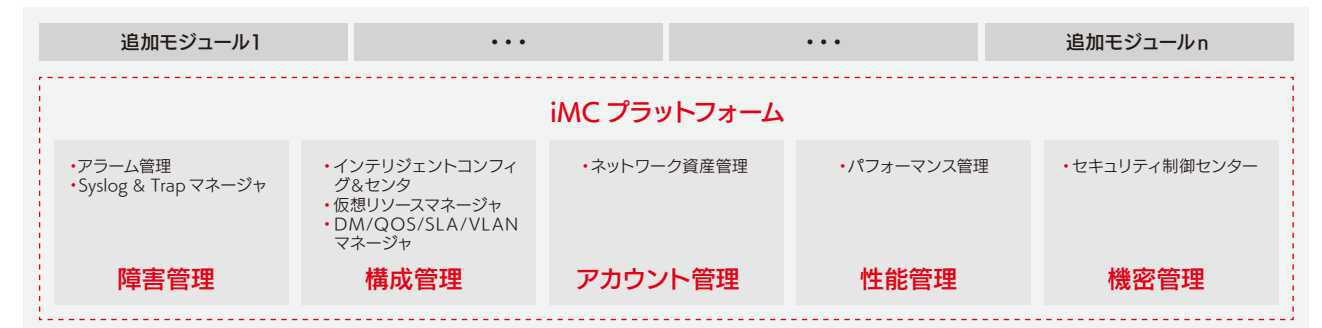 追加モジュール1
・・・
・・・
追加モジュールn
iMC プラットフォーム
・アラーム管理
・Syslog & Trap マネージャ
障害管理
・インテリジェントコンフィ
グ&センタ
・仮想リソースマネージャ
・DM/QOS/SLA/VLAN
マネージャ
構成管理
・ネットワーク資産管理
アカウント管理
・パフォーマンス管理
性能管理
・セキュリティ制御センター
機密管理